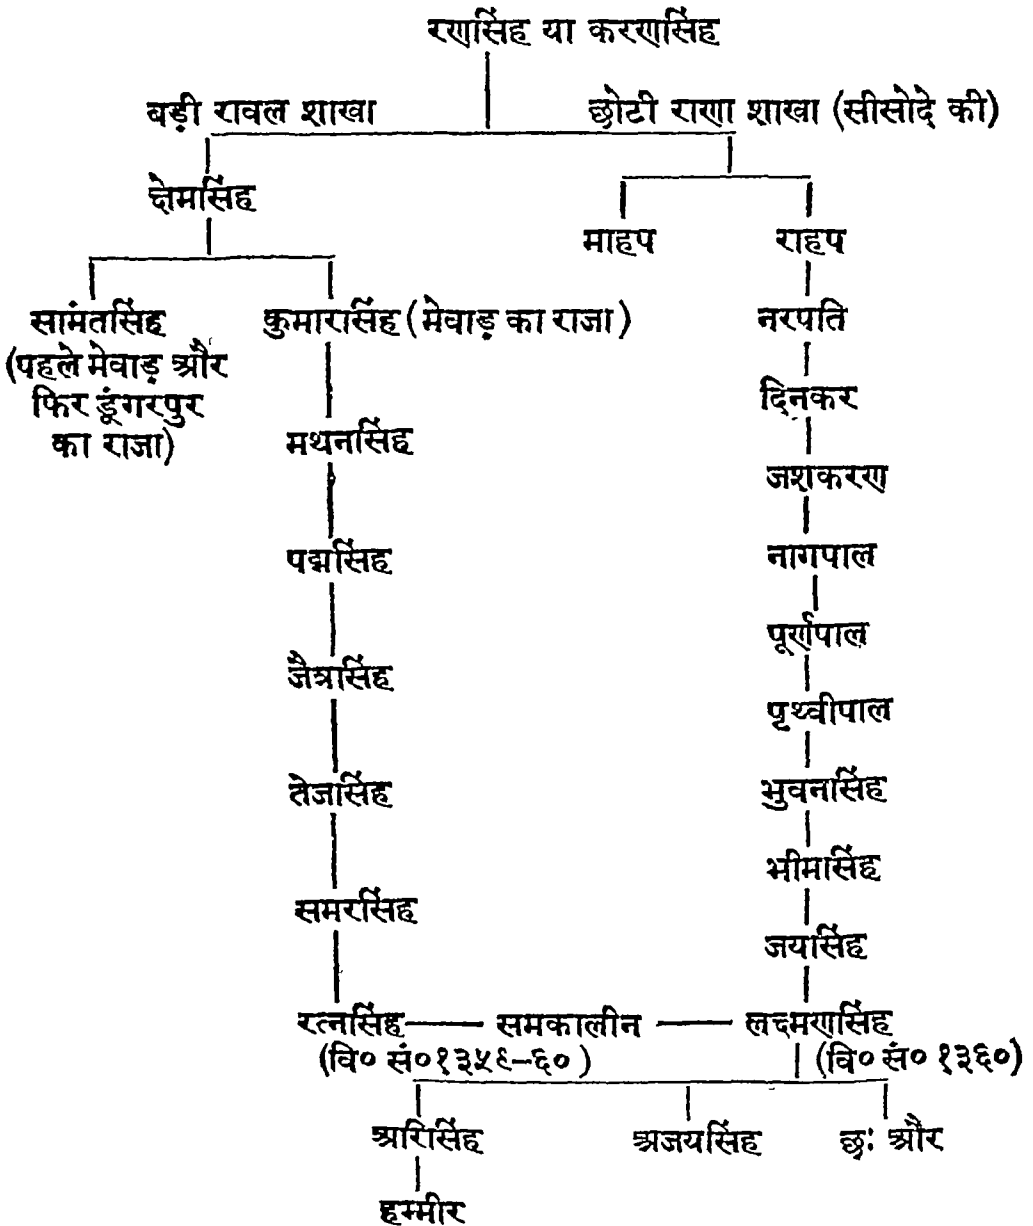 रणसिंह या करणसिंह
बड़ी रावल शाखा
छोटी राणा शाखा (सीसोदे की)
क्षेमसिंह
माहप
राहप
सामंतसिंह
(पहले मेवाड़ और
फिर डूंगरपुर
का राजा)
कुमारसिंह (मेवाड़ का राजा)
नरपति
दिनकर
मथनसिंह
जशकरण
पद्मसिंह
नागपाल
पूर्णपाल
जैत्रसिंह
पृथ्वीपाल
तेजसिंह
भुवनसिंह
भीमसिंह
समरसिंह
जयसिंह
रत्नसिंह — समकालीन — लक्ष्मणसिंह
(वि० सं० १३५९–६०)
(वि० सं० १३६०)
अरिसिंह
अजयसिंह
छः और
हम्मीर